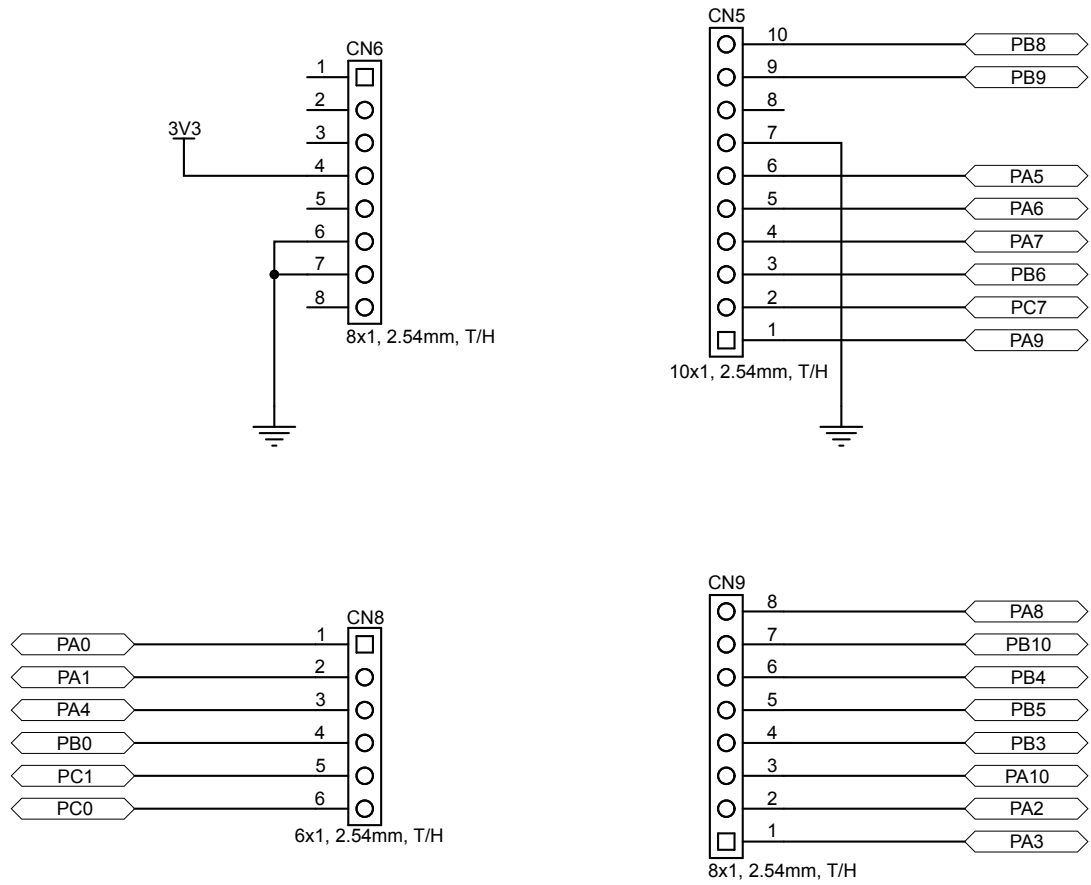 CN6
1
2
3
3V3
4
5
6
7
8
8x1, 2.54mm, T/H
CN5
10 PB8
9 PB9
8
7
6 PA5
5 PA6
4 PA7
3 PB6
2 PC7
1 PA9
10x1, 2.54mm, T/H
CN8
PA0 1
PA1 2
PA4 3
PB0 4
PC1 5
PC0 6
6x1, 2.54mm, T/H
CN9
8 PA8
7 PB10
6 PB4
5 PB5
4 PB3
3 PA10
2 PA2
1 PA3
8x1, 2.54mm, T/H